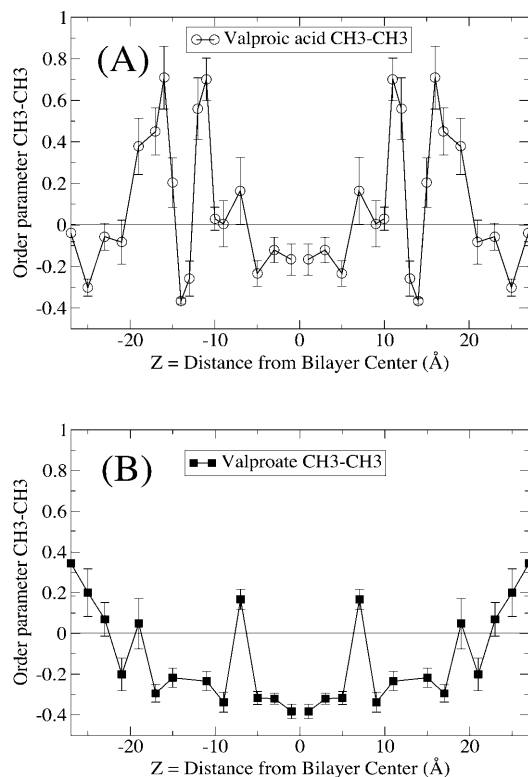 1
(A)
Valproic acid CH3-CH3
0.8
0.6
0.4
0.2
0
-0.2
-0.4
Order parameter CH3-CH3
-20 -10 0 10 20
Z = Distance from Bilayer Center (Å)
1
(B)
Valproate CH3-CH3
0.8
0.6
0.4
0.2
0
-0.2
-0.4
Order parameter CH3-CH3
-20 -10 0 10 20
Z = Distance from Bilayer Center (Å)